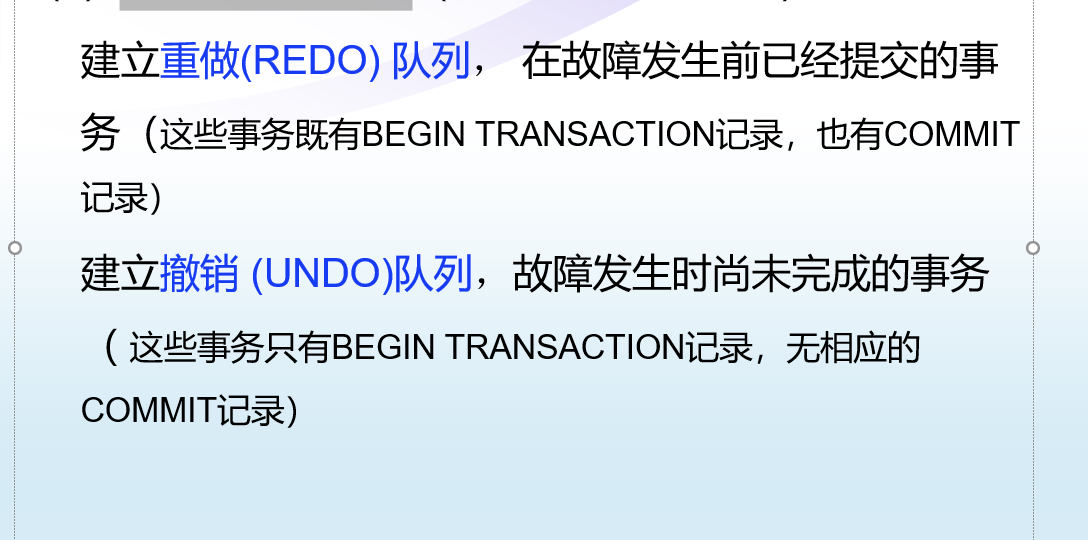 建立重做(REDO) 队列， 在故障发生前已经提交的事
务（这些事务既有BEGIN TRANSACTION记录，也有COMMIT
记录）
建立撤销 (UNDO)队列，故障发生时尚未完成的事务
（ 这些事务只有BEGIN TRANSACTION记录，无相应的
COMMIT记录）